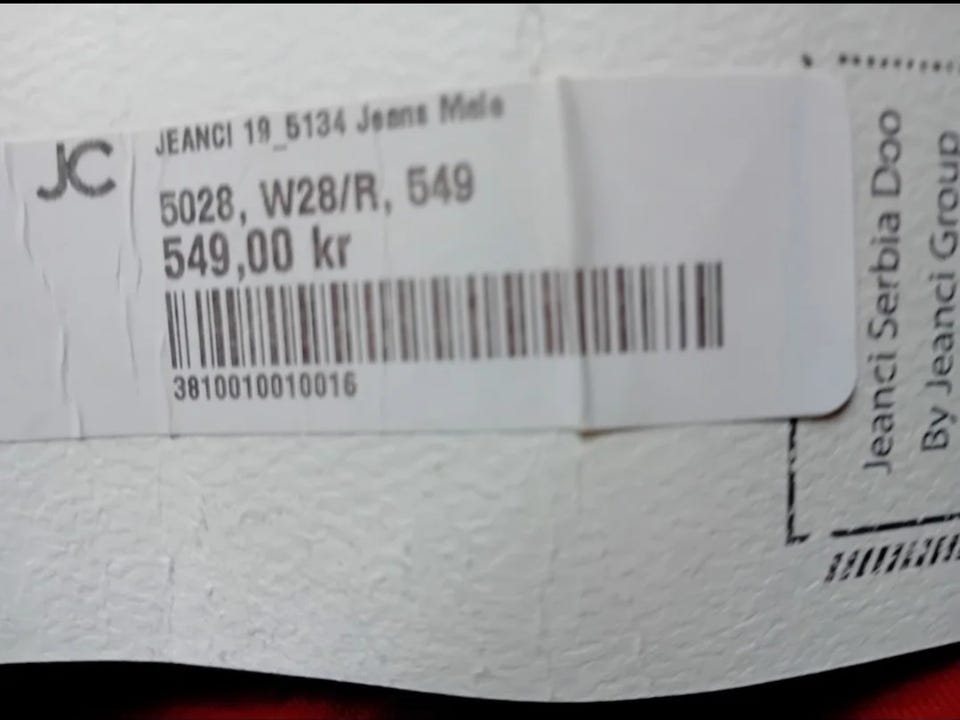 JC
JEANCI 19_5134 Jeans Male
5028, W28/R, 549
549,00 kr
3810010010016
Jeanci Serbia Doo
By Jeanci Group